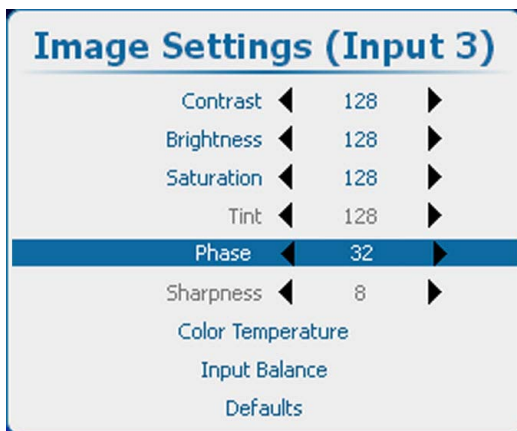 Image Settings (Input 3)
Contrast 128
Brightness 128
Saturation 128
Tint 128
Phase 32
Sharpness 8
Color Temperature
Input Balance
Defaults